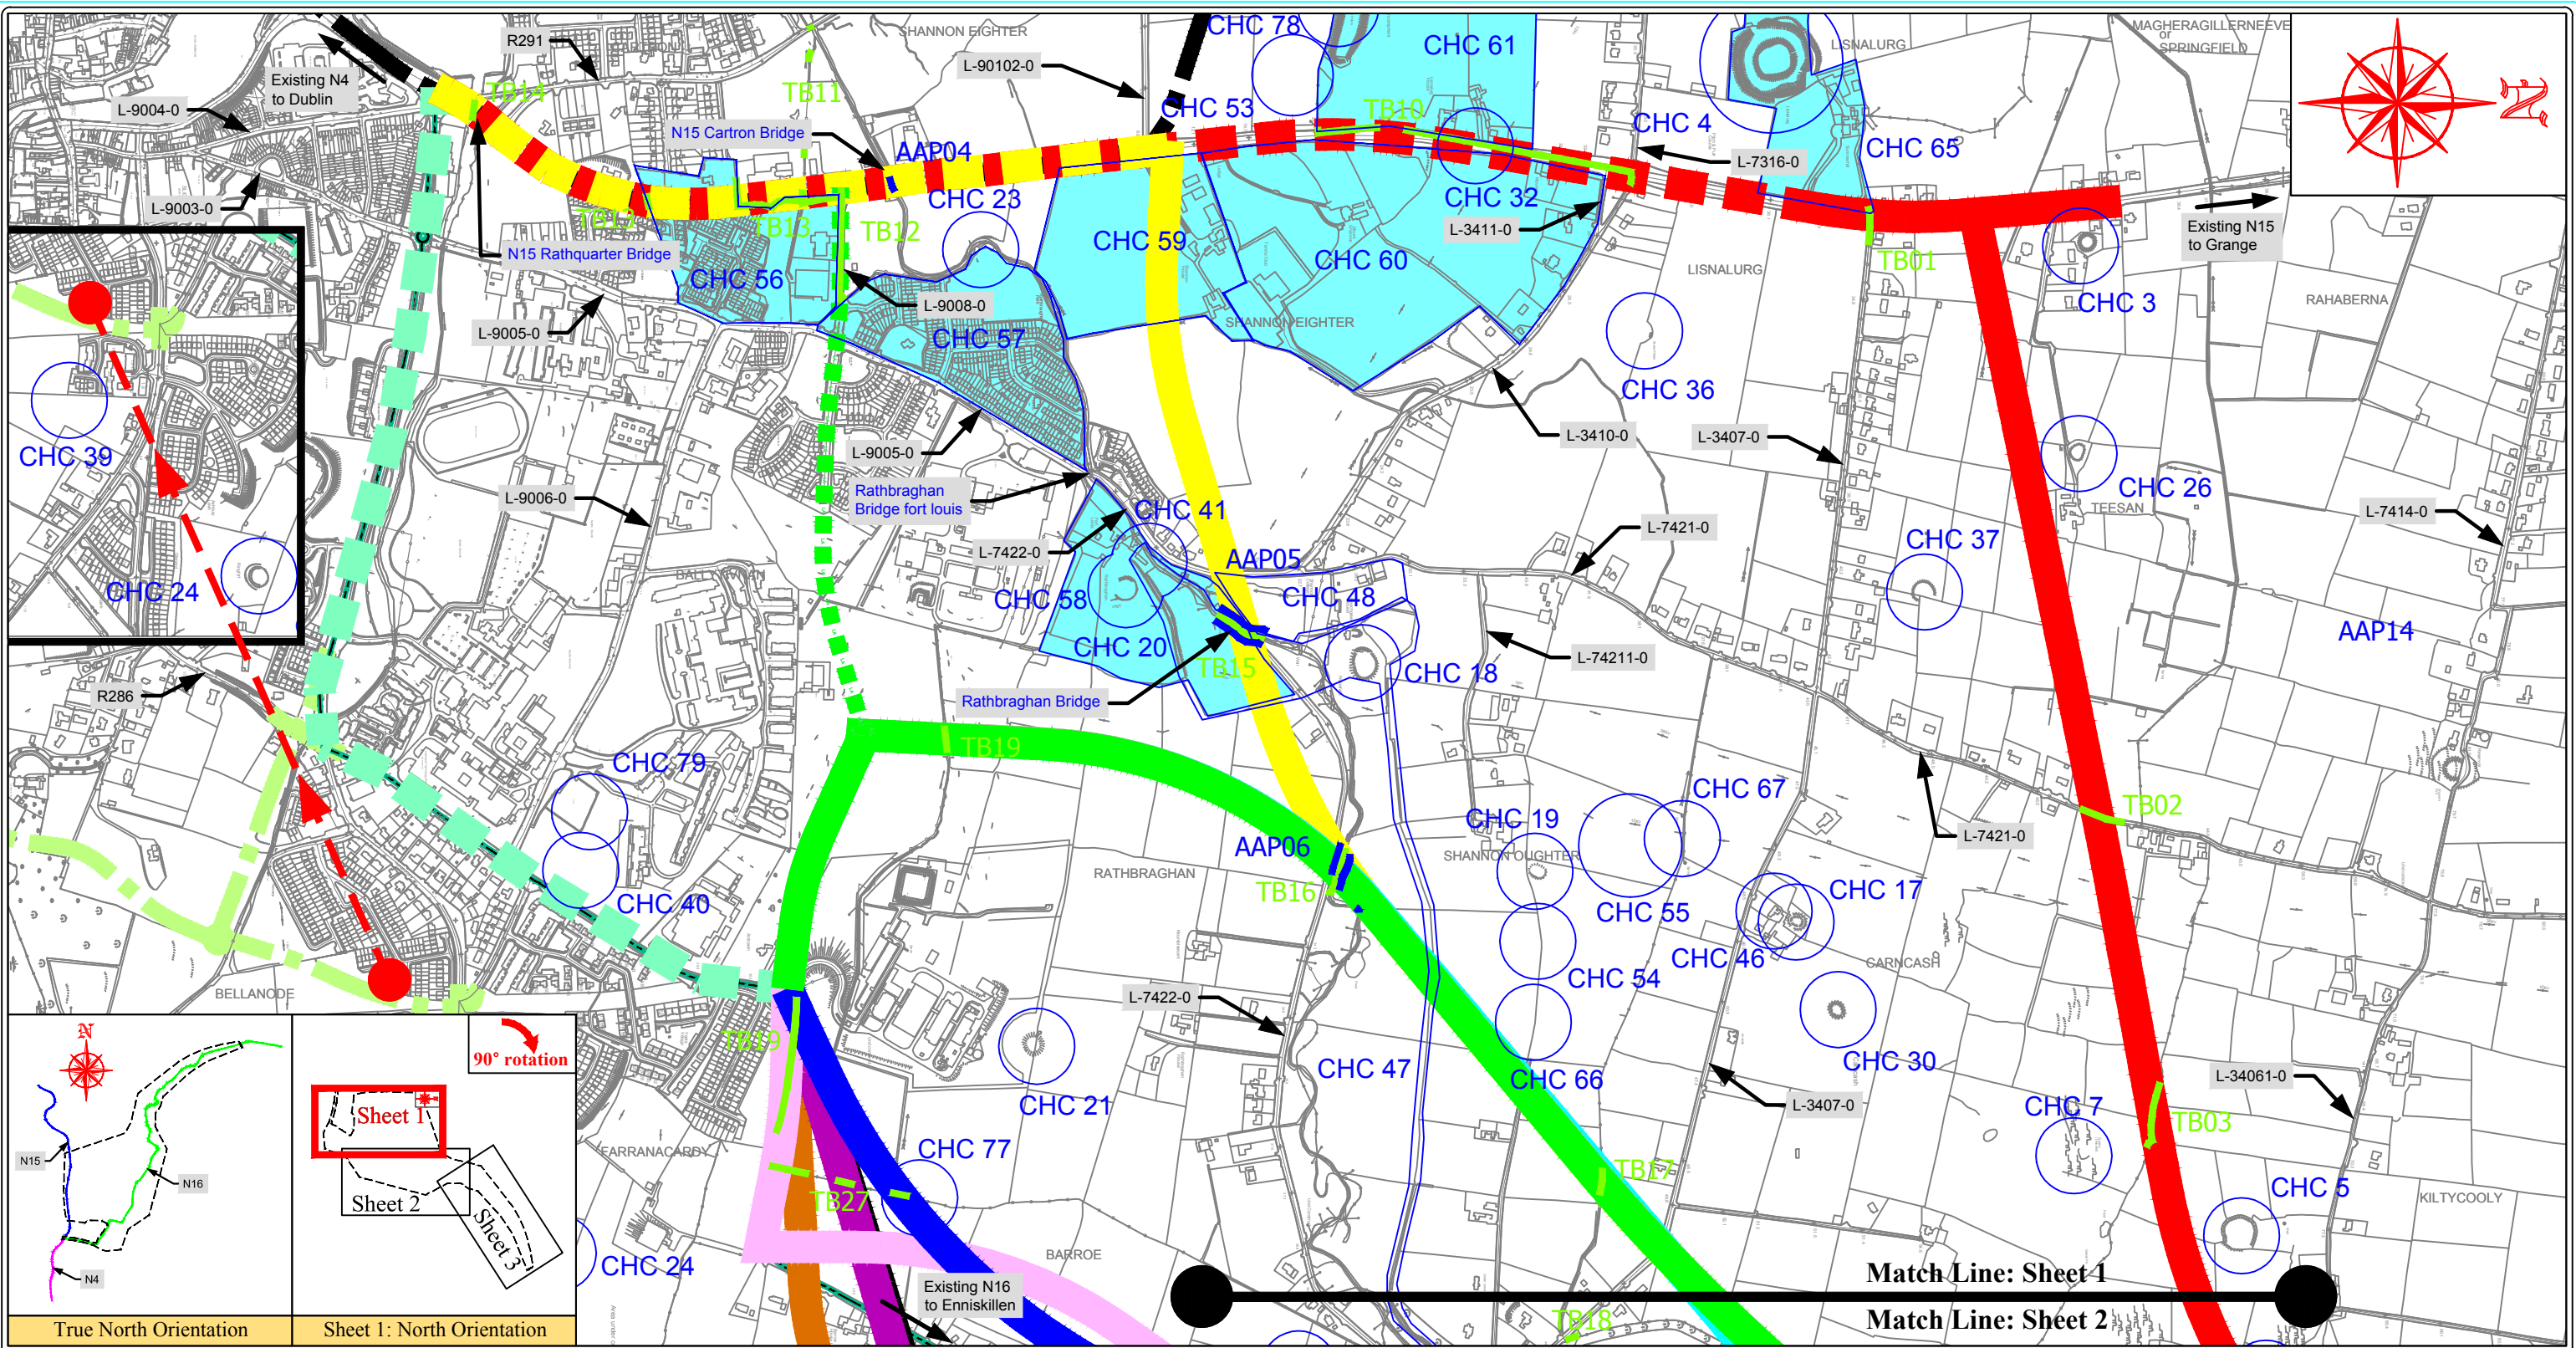 CHC 78
SHANNON EIGHTER
CHC 61
MAGHERAGILLERNEEVE
or
SPRINGFIELD
LISNALURG
R291
L-90102-0
Existing N4
to Dublin
TB14
TB11
CHC 53
TB10
CHC 4
L-9004-0
N15 Cartron Bridge
AAP04
L-7316-0
CHC 65
L-9003-0
CHC 23
CHC 32
N
TB13
TB13
TB12
L-3411-0
Existing N15
to Grange
N15 Rathquarter Bridge
CHC 59
CHC 60
CHC 56
LISNALURG
TB01
CHC 3
RAHABERNA
L-9008-0
SHANNON EIGHTER
L-9005-0
CHC 57
CHC 36
CHC 39
L-9005-0
L-3410-0
L-3407-0
Rathbraghan
Bridge fort louis
CHC 26
TEESAN
L-9006-0
CHC 41
L-7414-0
L-7422-0
L-7421-0
CHC 37
AAP05
CHC 24
CHC 58
CHC 48
AAP14
CHC 20
L-74211-0
TB15
CHC 18
R286
Rathbraghan Bridge
TB19
CHC 79
CHC 67
TB02
CHC 19
L-7421-0
AAP06
SHANNON OUGHTER
RATHBRAGHAN
TB16
CHC 17
CHC 40
CHC 55
CHC 46
CARNCASH
CHC 54
BELLANODE
L-7422-0
TB19
N
90° rotation
CHC 47
CHC 66
CHC 30
L-34061-0
CHC 21
L-3407-0
CHC 7
Sheet 1
TB03
CHC 77
FARRANACARDY
N15
TB17
N16
TB27
Sheet 2
CHC 5
KILTYCOOLY
Sheet 3
BARROE
CHC 24
N4
Existing N16
to Enniskillen
Match Line: Sheet 1
TB18
Match Line: Sheet 2
True North Orientation
Sheet 1: North Orientation